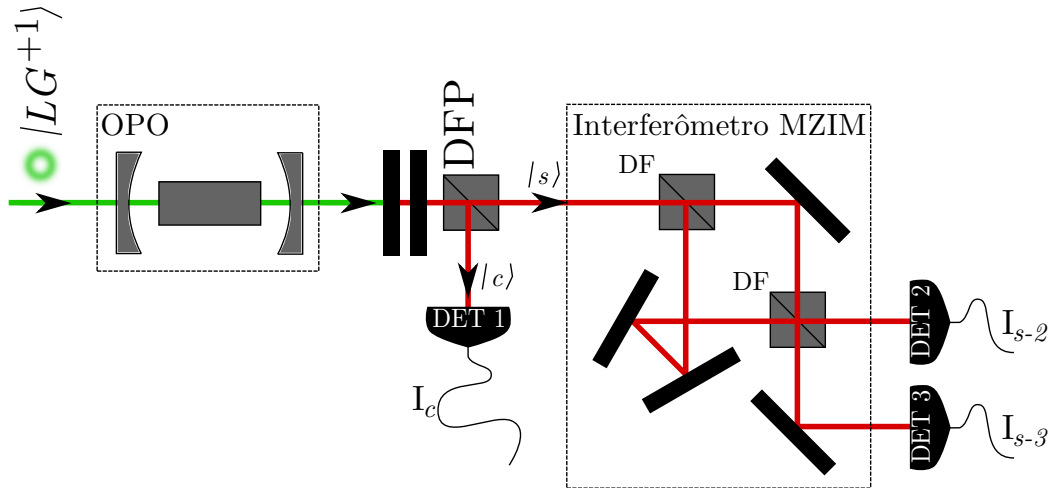 |LG⁺¹⟩
OPO
DFP
|s⟩
Interferômetro MZIM
DF
|c⟩
DF
DET 1
DET 2
I_{s-2}
I_c
DET 3
I_{s-3}